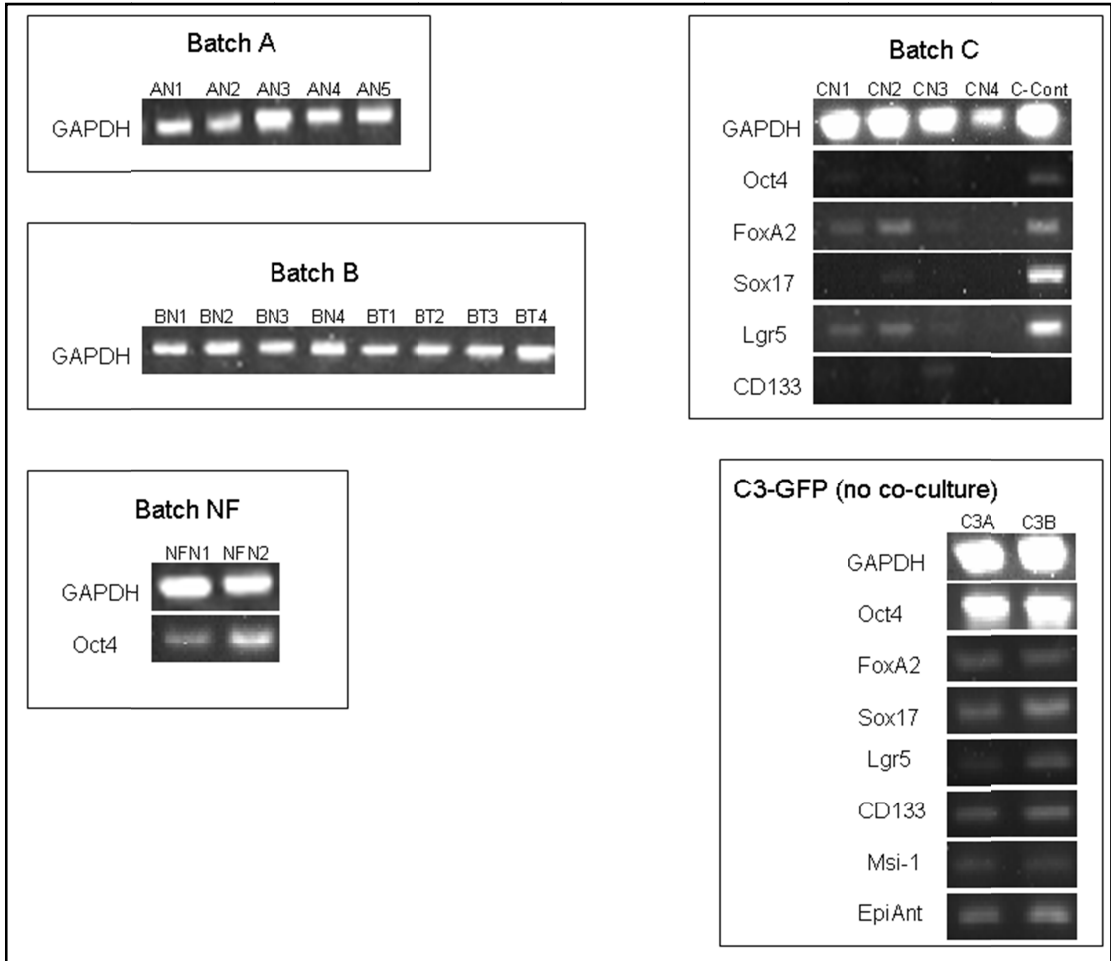 Batch A
AN1 AN2 AN3 AN4 AN5
GAPDH
Batch B
BN1 BN2 BN3 BN4 BT1 BT2 BT3 BT4
GAPDH
Batch NF
NFN1 NFN2
GAPDH
Oct4
Batch C
CN1 CN2 CN3 CN4 C-Cont
GAPDH
Oct4
FoxA2
Sox17
Lgr5
CD133
C3-GFP (no co-culture)
C3A C3B
GAPDH
Oct4
FoxA2
Sox17
Lgr5
CD133
Msi-1
EpiAnt